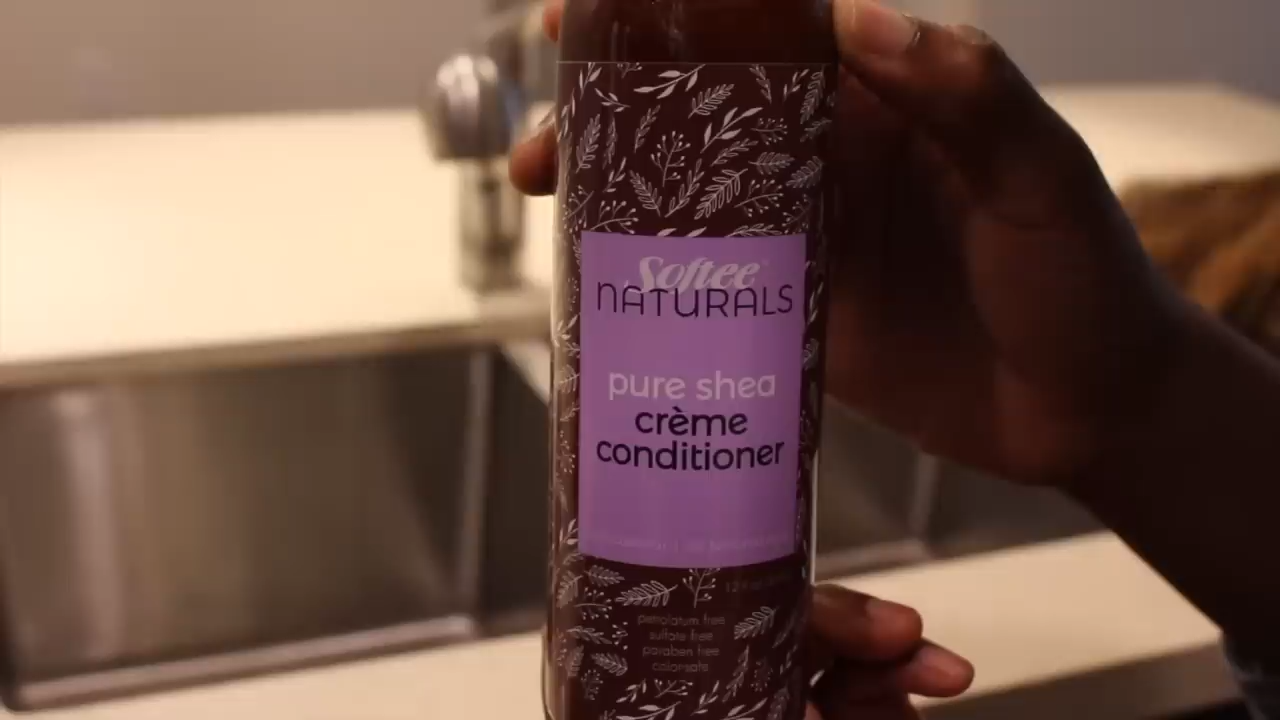 Softee
NATURALS
pure shea
crème
conditioner
petrolatum free
sulfate free
paraben free
colorsafe